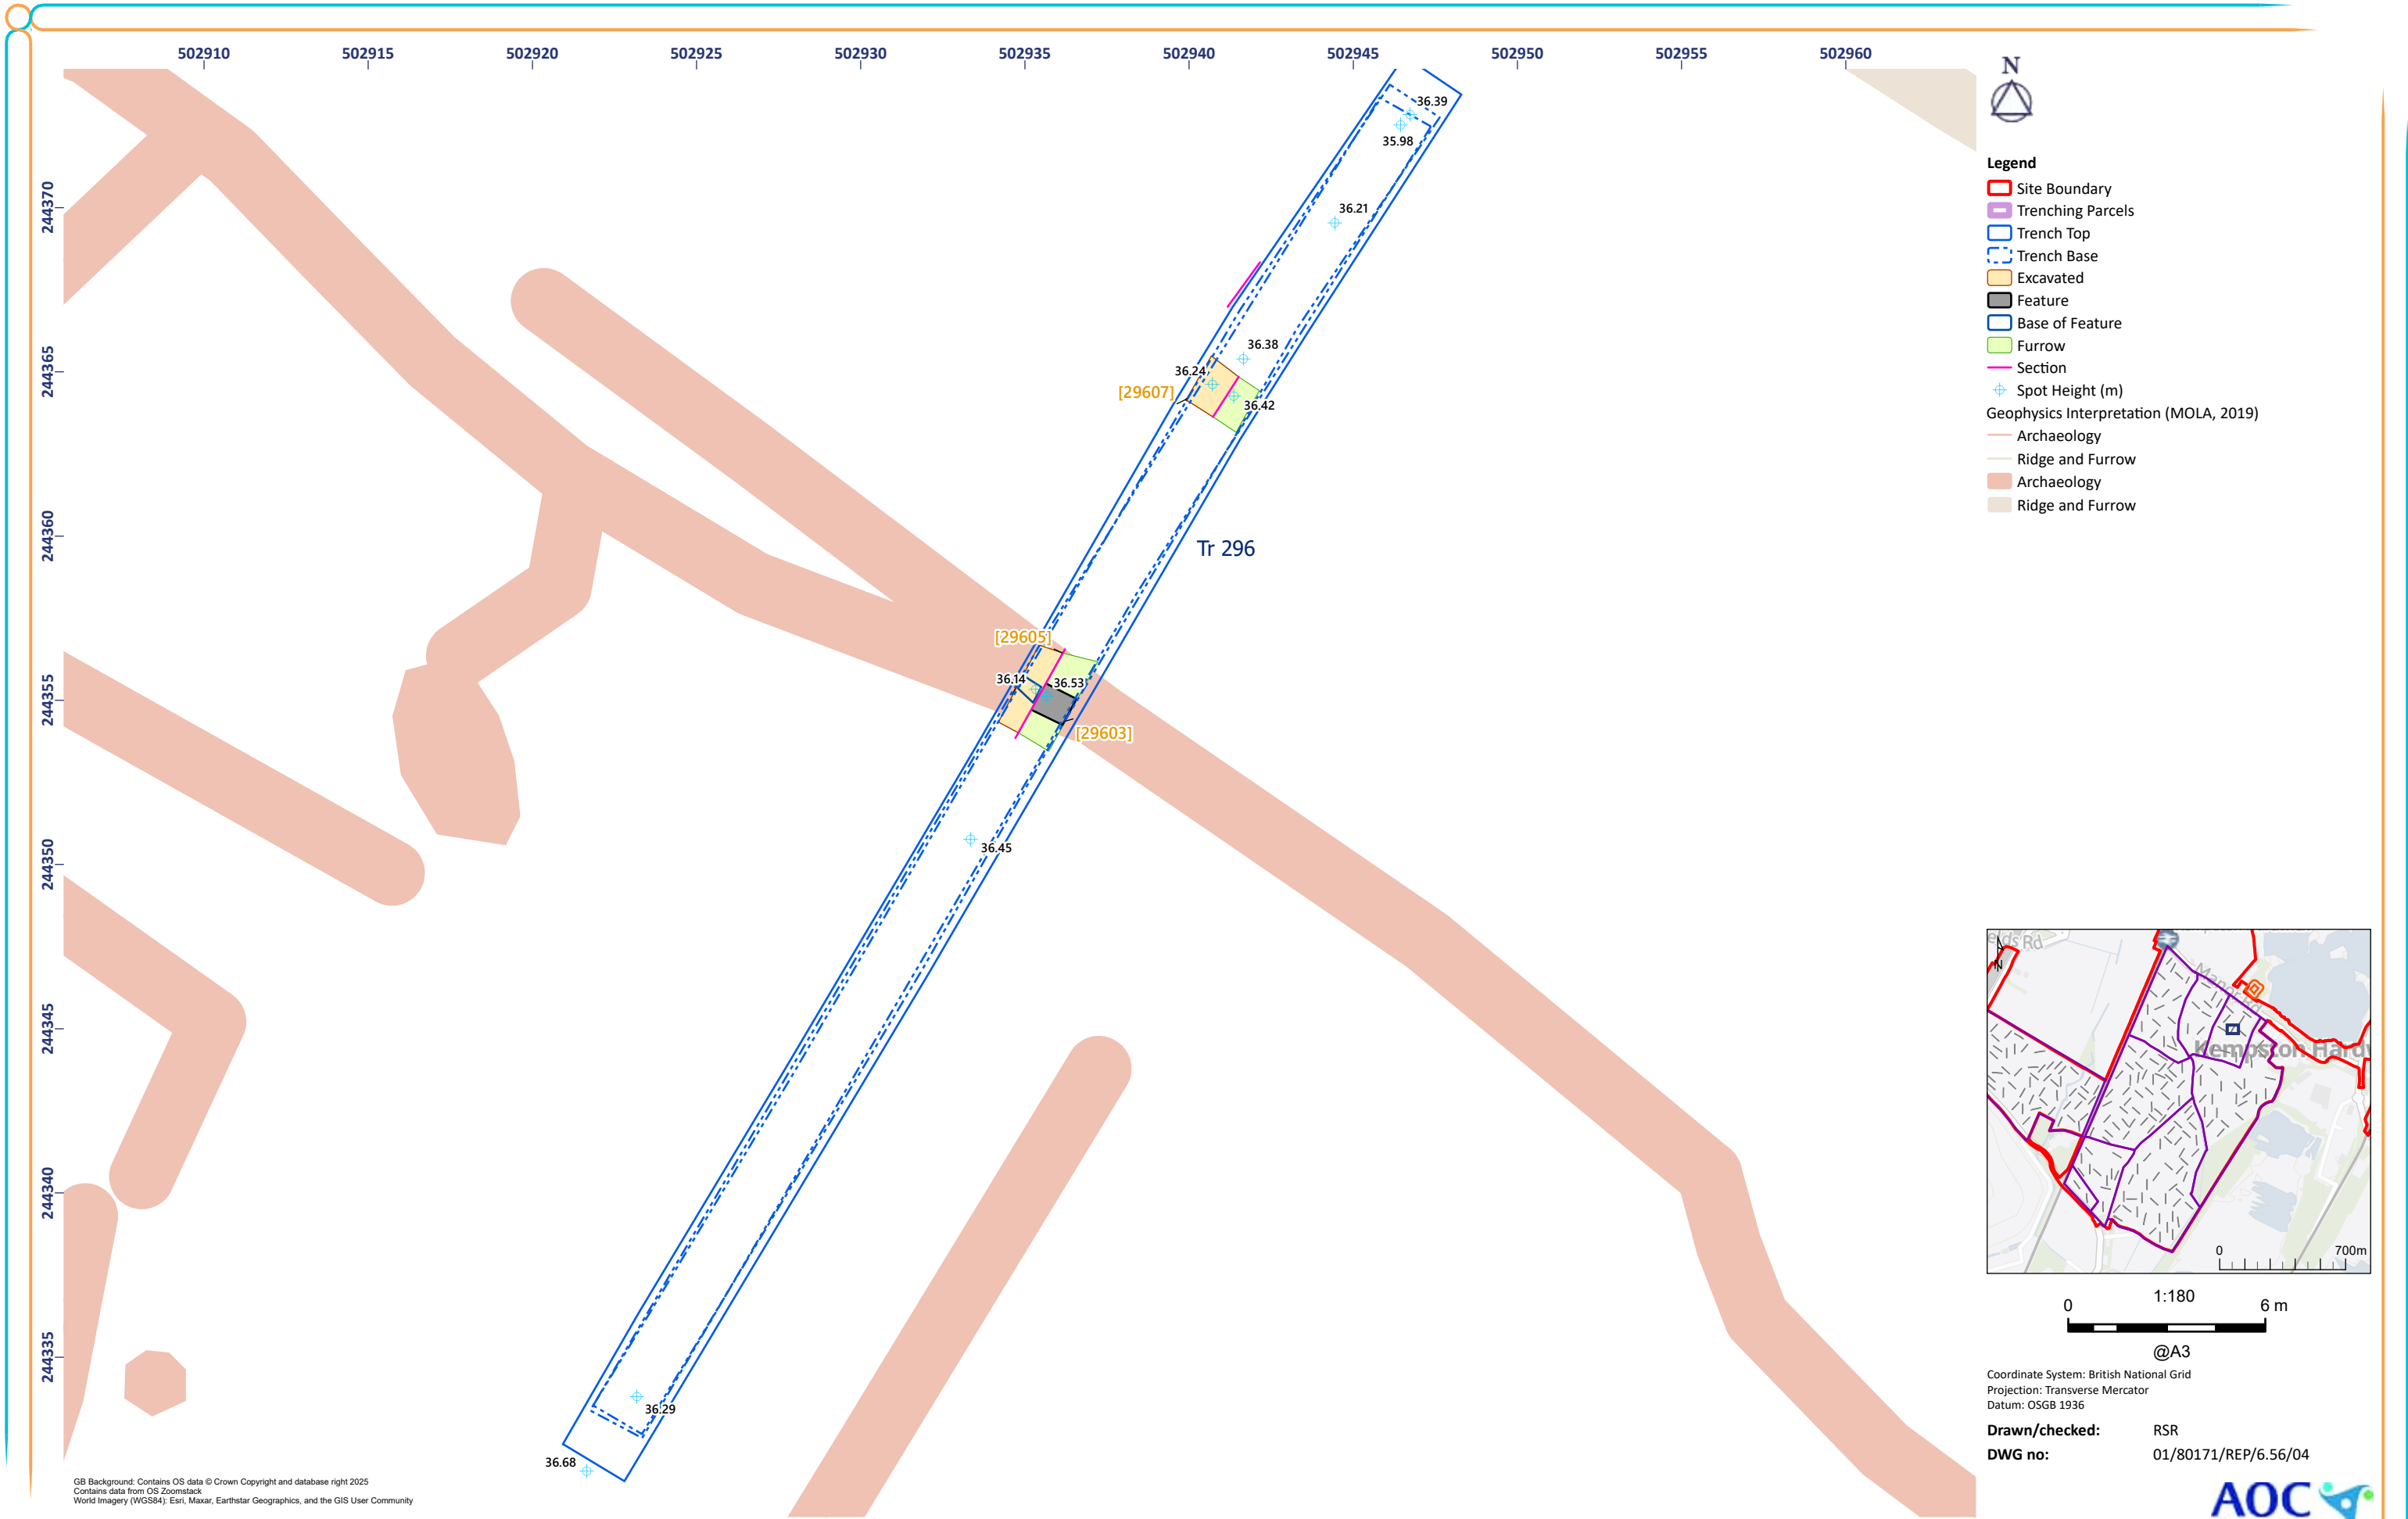 502910 502915 502920 502925 502930 502935 502940 502945 502950 502955 502960
244370
244365
244360
244355
244350
244345
244340
244335
36.39
35.98
36.21
36.38
36.24
[29607]
36.42
Tr 296
[29605]
36.14
36.53
[29603]
36.45
36.29
36.68
GB Background: Contains OS data © Crown Copyright and database right 2025
Contains data from OS Zoomstack
World Imagery (WGS84): Esri, Maxar, Earthstar Geographics, and the GIS User Community
N
Legend
Site Boundary
Trenching Parcels
Trench Top
Trench Base
Excavated
Feature
Base of Feature
Furrow
Section
Spot Height (m)
Geophysics Interpretation (MOLA, 2019)
Archaeology
Ridge and Furrow
Archaeology
Ridge and Furrow
lds Rd
N
Manor Rd
Kempston Hardw
0 700m
1:180
0 6 m
@A3
Coordinate System: British National Grid
Projection: Transverse Mercator
Datum: OSGB 1936
Drawn/checked: RSR
DWG no: 01/80171/REP/6.56/04
AOC